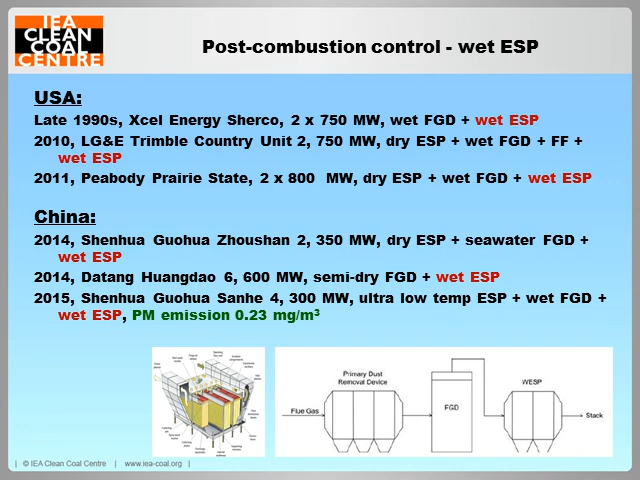 IEA
CLEAN
COAL
CENTRE
Post-combustion control - wet ESP
USA:
Late 1990s, Xcel Energy Sherco, 2 x 750 MW, wet FGD + wet ESP
2010, LG&E Trimble Country Unit 2, 750 MW, dry ESP + wet FGD + FF +
wet ESP
2011, Peabody Prairie State, 2 x 800 MW, dry ESP + wet FGD + wet ESP
China:
2014, Shenhua Guohua Zhoushan 2, 350 MW, dry ESP + seawater FGD +
wet ESP
2014, Datang Huangdao 6, 600 MW, semi-dry FGD + wet ESP
2015, Shenhua Guohua Sanhe 4, 300 MW, ultra low temp ESP + wet FGD +
wet ESP, PM emission 0.23 mg/m³
Primary Dust
Removal Device
Flue Gas
FGD
WESP
Stack
| © IEA Clean Coal Centre | www.iea-coal.org |